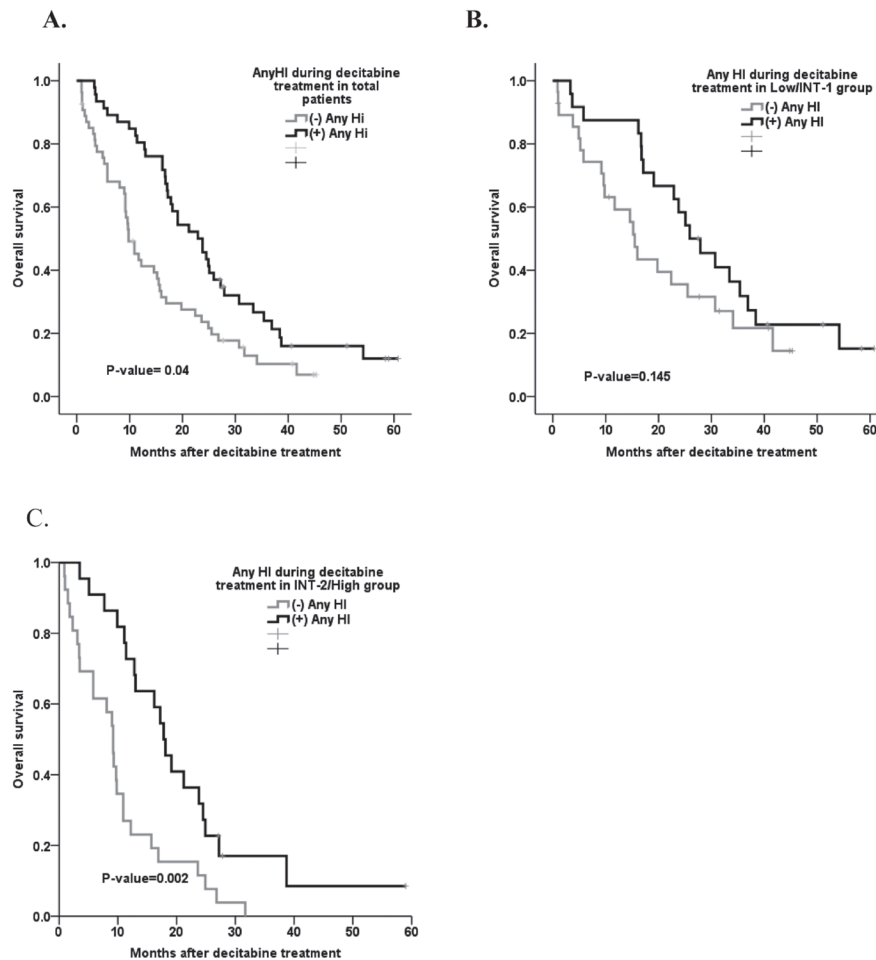 A.
AnyHI during decitabine
treatment in total
patients
(-) Any Hi
(+) Any Hi
1.0
0.8
0.6
0.4
0.2
0.0
Overall survival
P-value= 0.04
0 10 20 30 40 50 60
Months after decitabine treatment
B.
Any HI during decitabine
treatment in Low/INT-1 group
(-) Any HI
(+) Any HI
1.0
0.8
0.6
0.4
0.2
0.0
Overall survival
P-value=0.145
0 10 20 30 40 50 60
Months after decitabine treatment
C.
Any HI during decitabine
treatment in INT-2/High group
(-) Any HI
(+) Any HI
1.0
0.8
0.6
0.4
0.2
0.0
Overall survival
P-value=0.002
0 10 20 30 40 50 60
Months after decitabine treatment